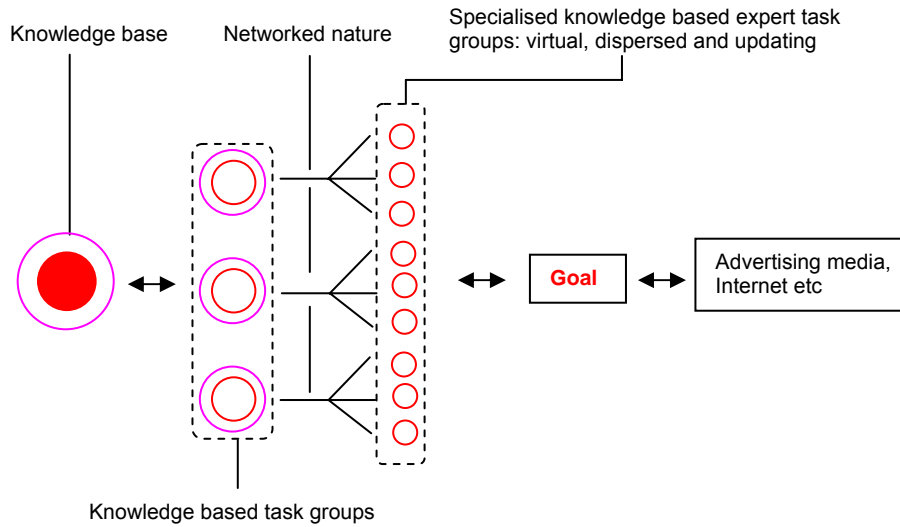 Knowledge base
Networked nature
Specialised knowledge based expert task
groups: virtual, dispersed and updating
Goal
Advertising media,
Internet etc
Knowledge based task groups